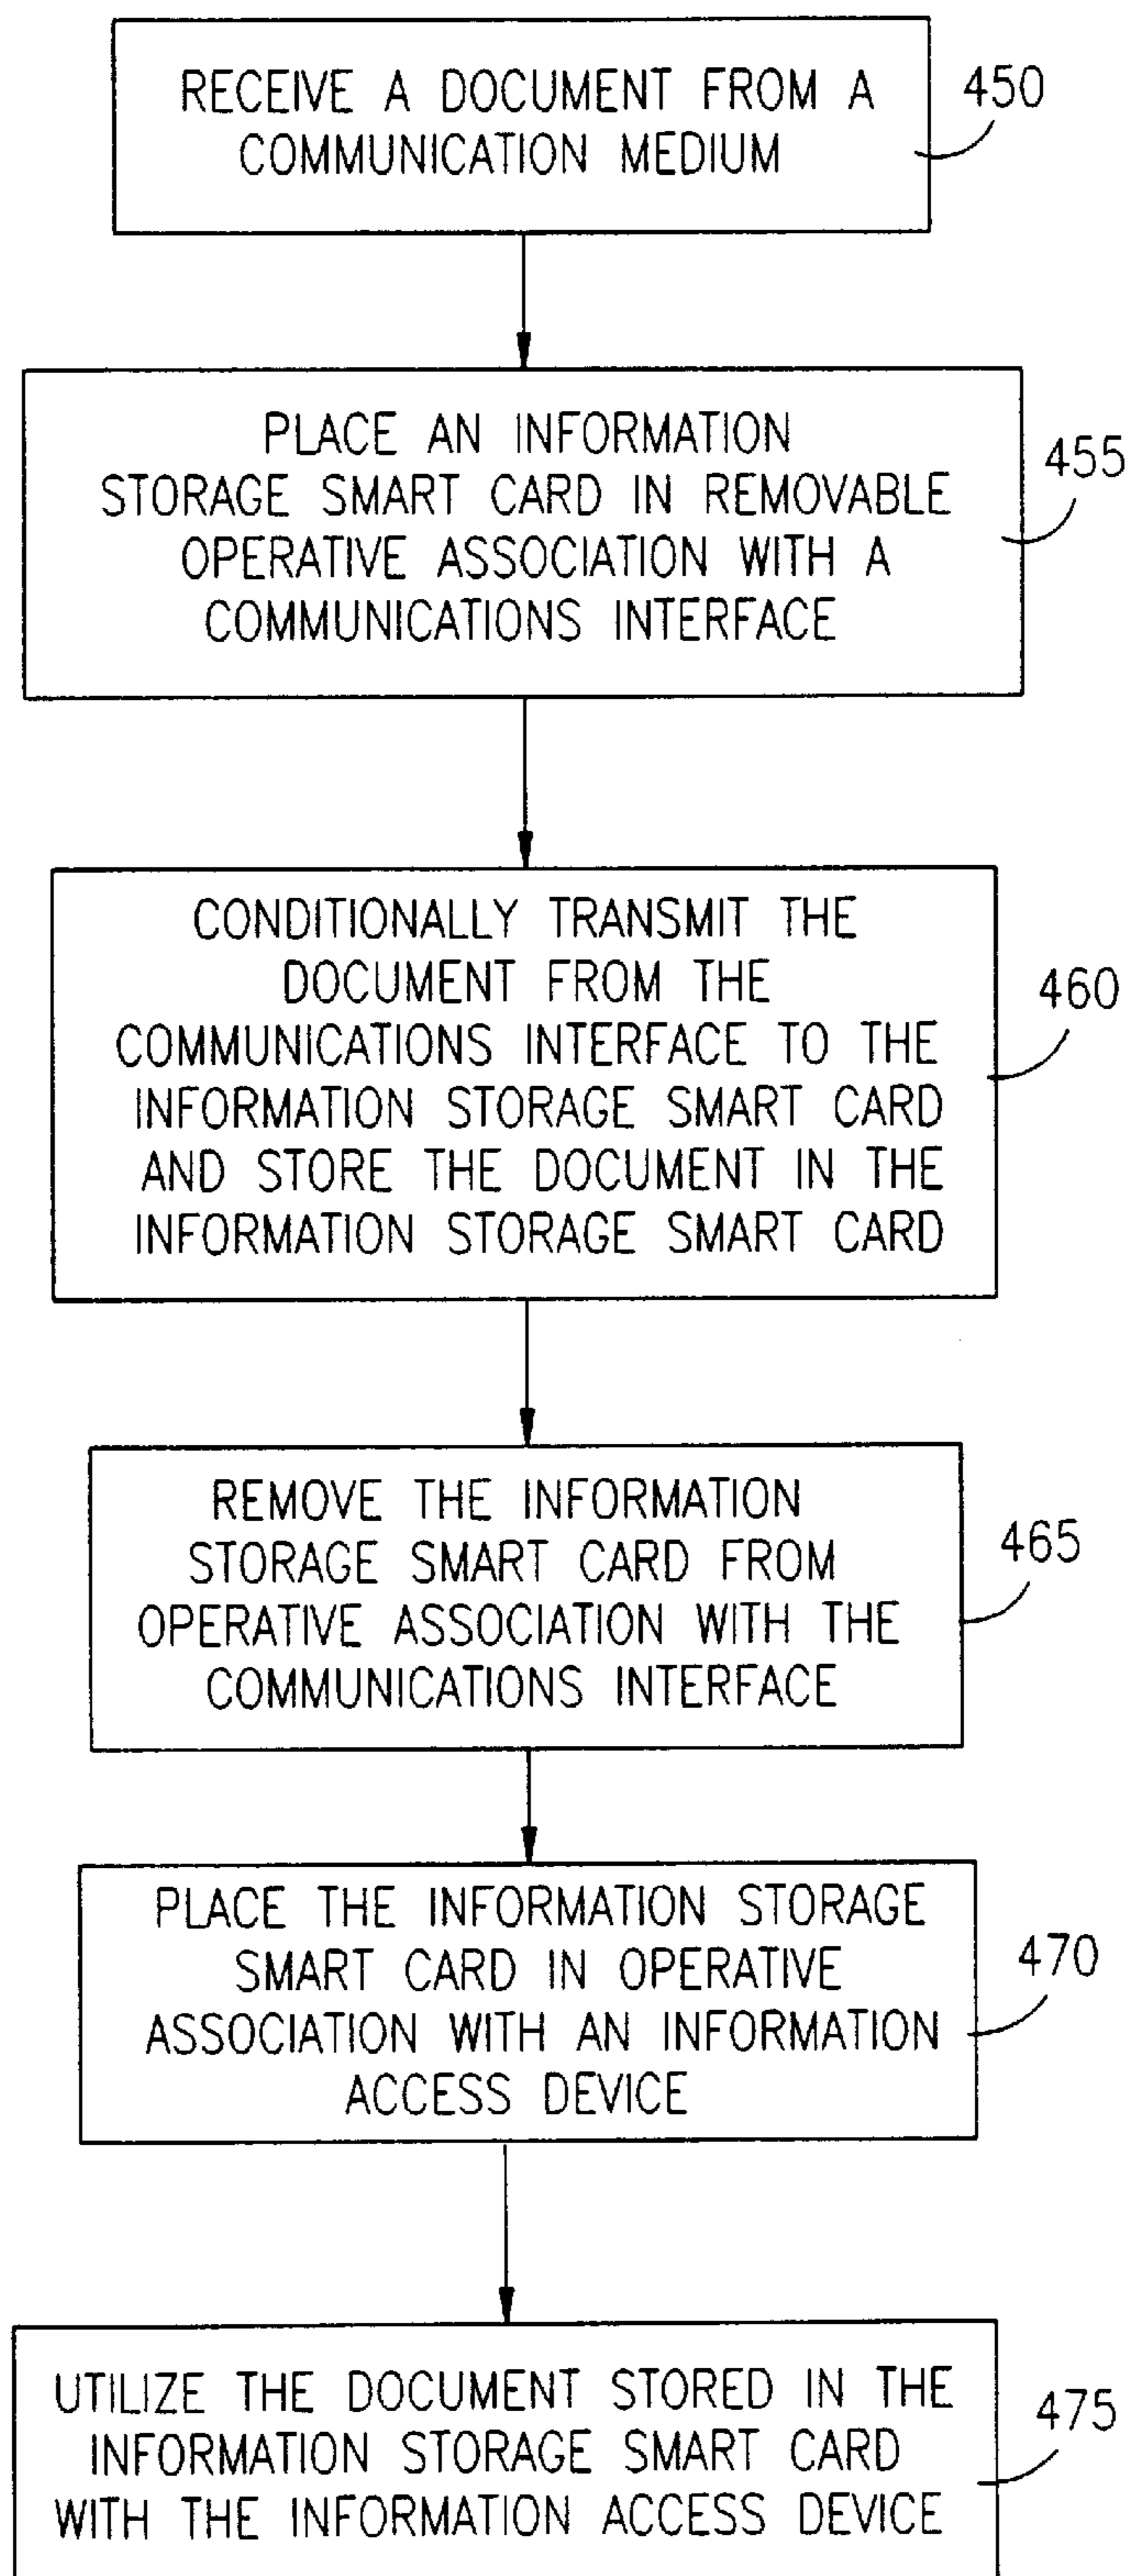 RECEIVE A DOCUMENT FROM A
COMMUNICATION MEDIUM
450
PLACE AN INFORMATION
STORAGE SMART CARD IN REMOVABLE
OPERATIVE ASSOCIATION WITH A
COMMUNICATIONS INTERFACE
455
CONDITIONALLY TRANSMIT THE
DOCUMENT FROM THE
COMMUNICATIONS INTERFACE TO THE
INFORMATION STORAGE SMART CARD
AND STORE THE DOCUMENT IN THE
INFORMATION STORAGE SMART CARD
460
REMOVE THE INFORMATION
STORAGE SMART CARD FROM
OPERATIVE ASSOCIATION WITH THE
COMMUNICATIONS INTERFACE
465
PLACE THE INFORMATION STORAGE
SMART CARD IN OPERATIVE
ASSOCIATION WITH AN INFORMATION
ACCESS DEVICE
470
UTILIZE THE DOCUMENT STORED IN THE
INFORMATION STORAGE SMART CARD
WITH THE INFORMATION ACCESS DEVICE
475